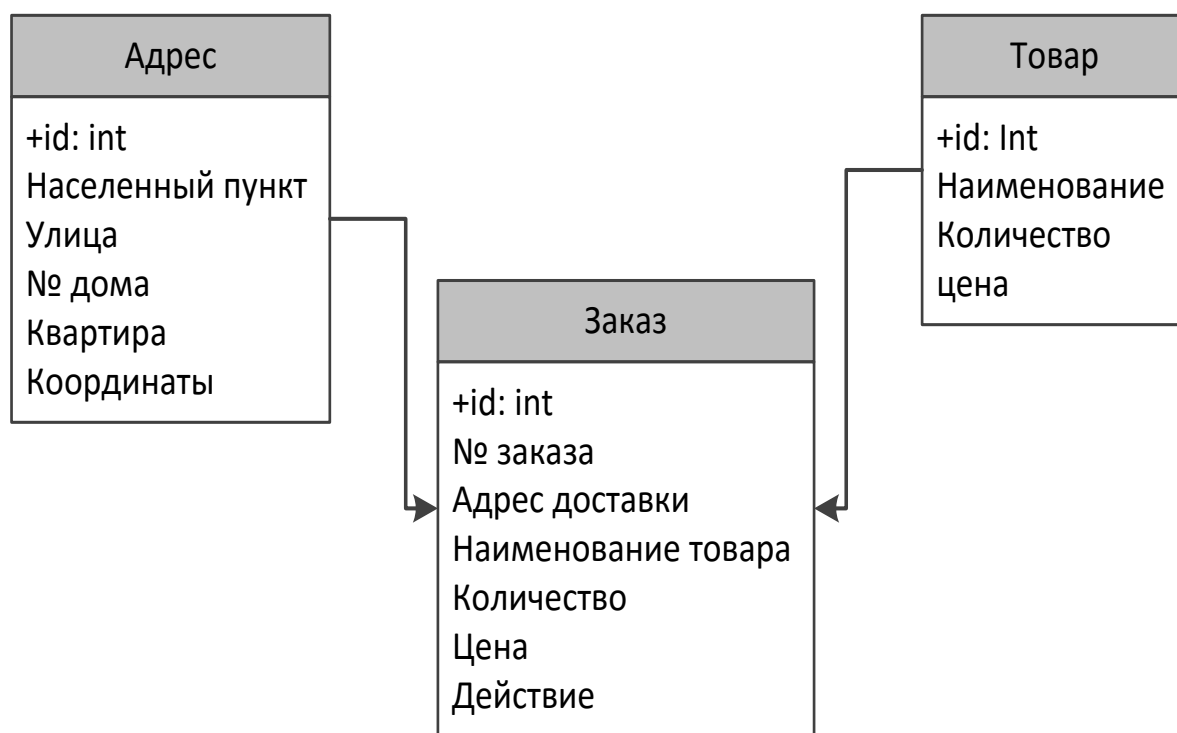 Адрес
+id: int
Населенный пункт
Улица
№ дома
Квартира
Координаты
Товар
+id: Int
Наименование
Количество
цена
Заказ
+id: int
№ заказа
Адрес доставки
Наименование товара
Количество
Цена
Действие